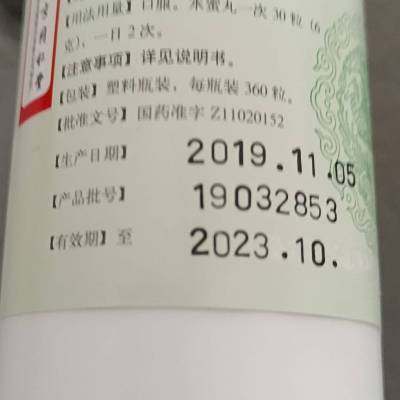 同仁堂
【用法用量】口服。水蜜丸一次30粒(6
克),一日2次。
【注意事项】详见说明书。
【包装】塑料瓶装,每瓶装360粒。
【批准文号】国药准字Z11020152
【生产日期】 2019.11.05
【产品批号】 19032853
【有效期】至 2023.10.